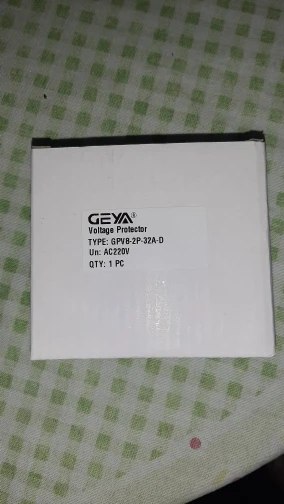 GEYA®
Voltage Protector
TYPE: GPV8-2P-32A-D
Un: AC220V
QTY: 1 PC